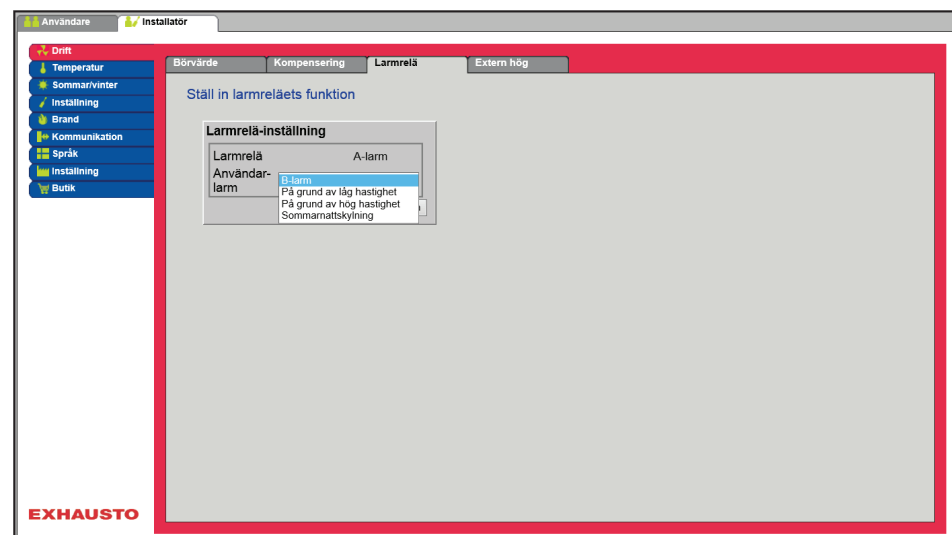 Användare
Installatör
Drift
Temperatur
Sommar/vinter
Inställning
Brand
Kommunikation
Språk
Inställning
Butik
Börvärde
Kompensering
Larmrelä
Extern hög
Ställ in larmreläets funktion
Larmrelä-inställning
Larmrelä A-larm
Användar-
larm
B-larm
På grund av låg hastighet
På grund av hög hastighet
Sommarnattskylning
EXHAUSTO